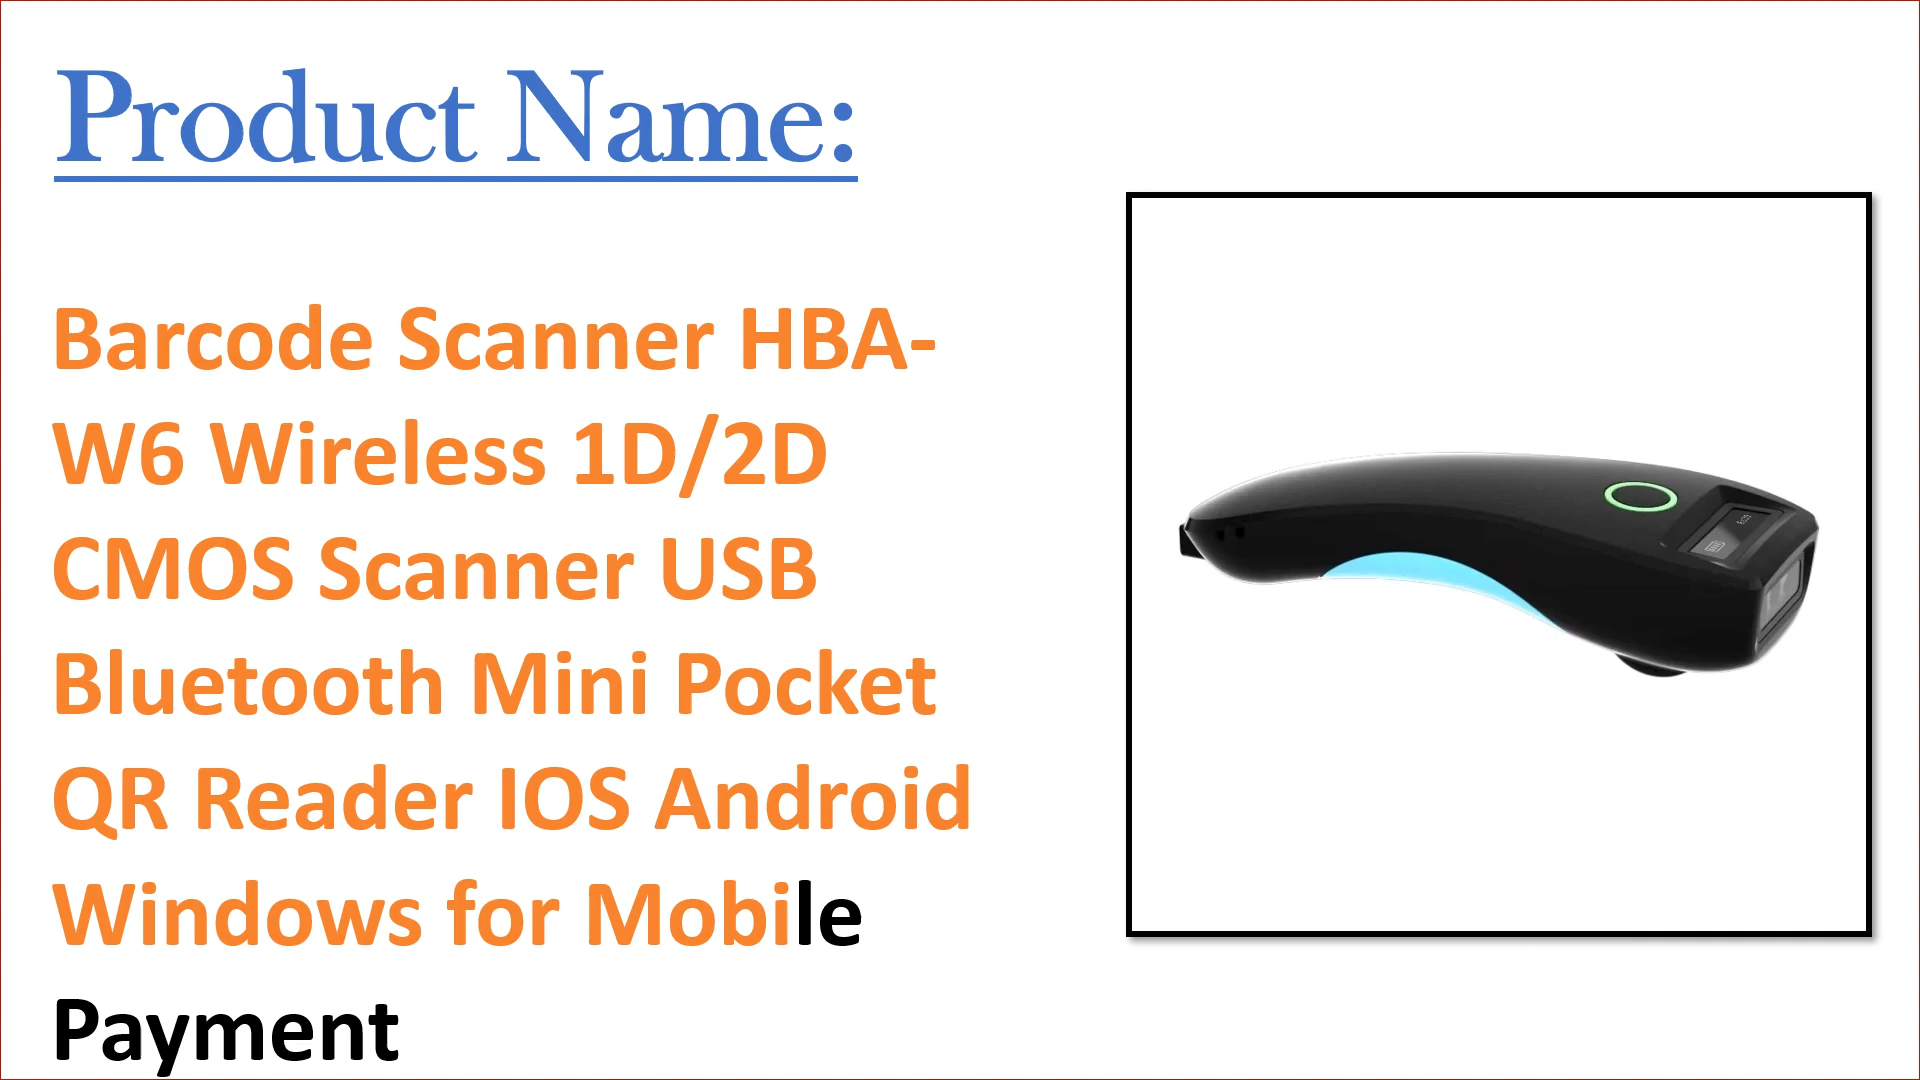 Product Name:
Barcode Scanner HBA-
W6 Wireless 1D/2D
CMOS Scanner USB
Bluetooth Mini Pocket
QR Reader IOS Android
Windows for Mobile
Payment